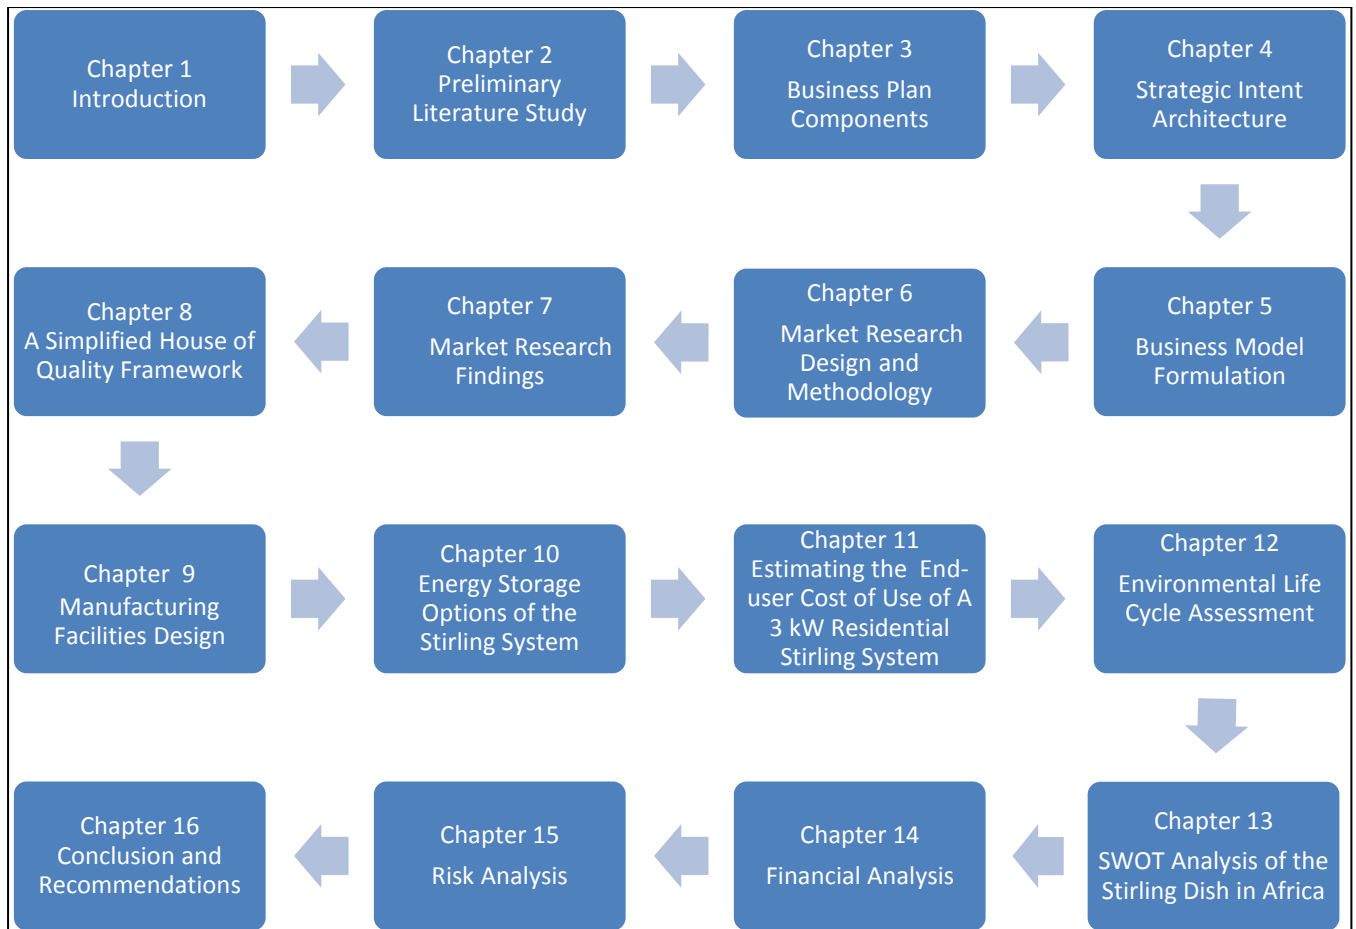 Chapter 1
Introduction
Chapter 2
Preliminary
Literature Study
Chapter 3
Business Plan
Components
Chapter 4
Strategic Intent
Architecture
Chapter 5
Business Model
Formulation
Chapter 6
Market Research
Design and
Methodology
Chapter 7
Market Research
Findings
Chapter 8
A Simplified House of
Quality Framework
Chapter 9
Manufacturing
Facilities Design
Chapter 10
Energy Storage
Options of the
Stirling System
Chapter 11
Estimating the End-
user Cost of Use of A
3 kW Residential
Stirling System
Chapter 12
Environmental Life
Cycle Assessment
Chapter 13
SWOT Analysis of the
Stirling Dish in Africa
Chapter 14
Financial Analysis
Chapter 15
Risk Analysis
Chapter 16
Conclusion and
Recommendations